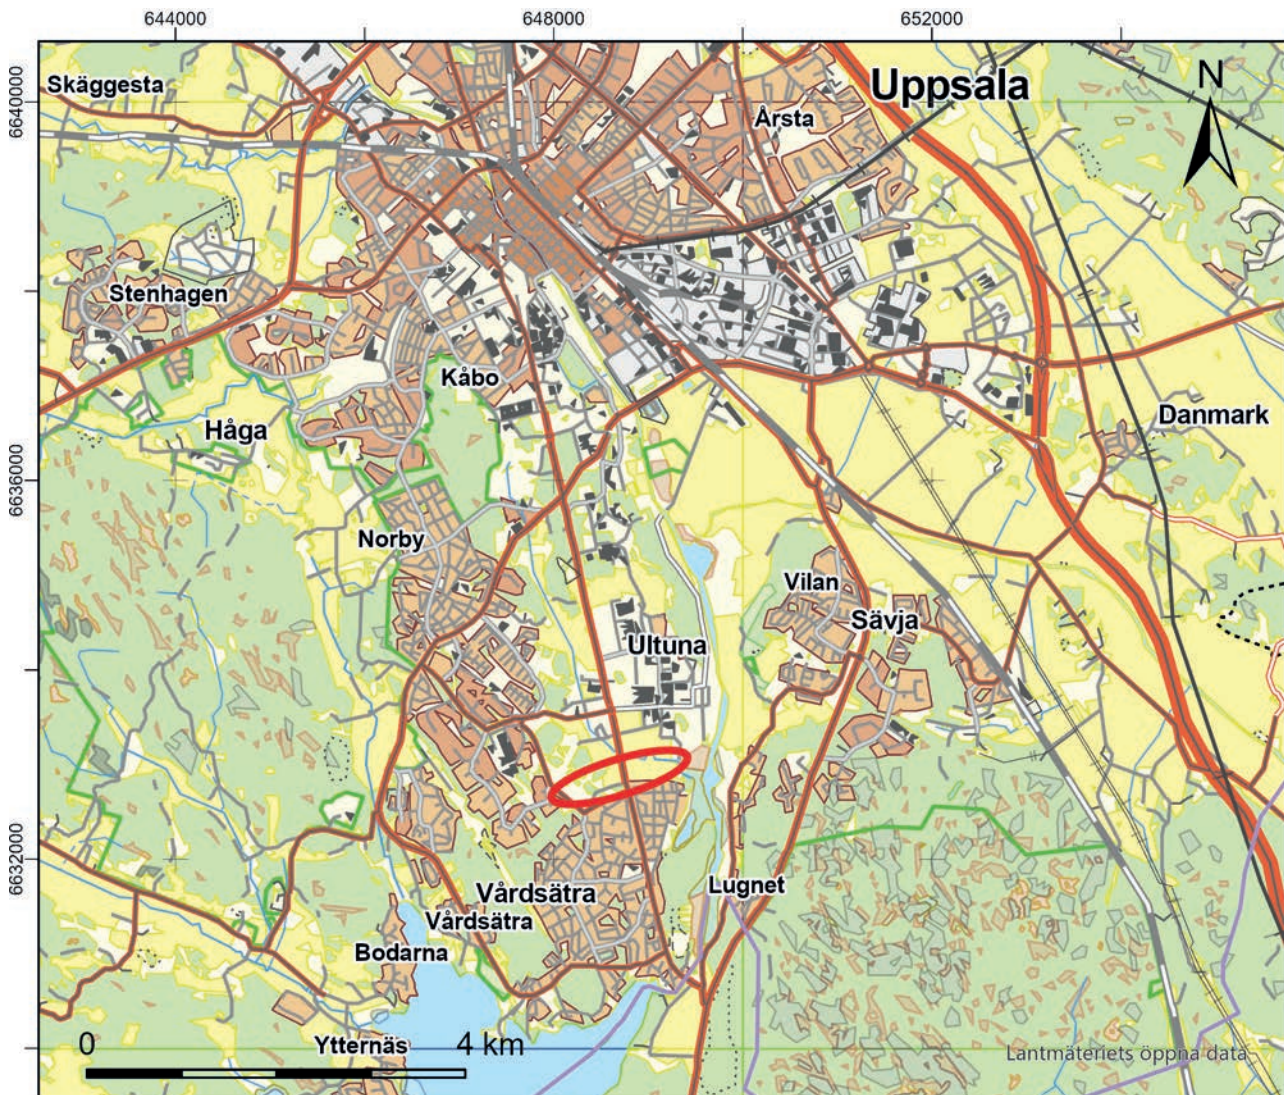 644000
648000
652000
6640000
6636000
6632000
Skäggesta
Uppsala
N
Årsta
Stenhagen
Kåbo
Håga
Danmark
Norby
Vilan
Sävja
Ultuna
Vårdsätra
Lugnet
Vårdsätra
Bodarna
Ytternäs
0
4 km
Lantmäteriets öppna data